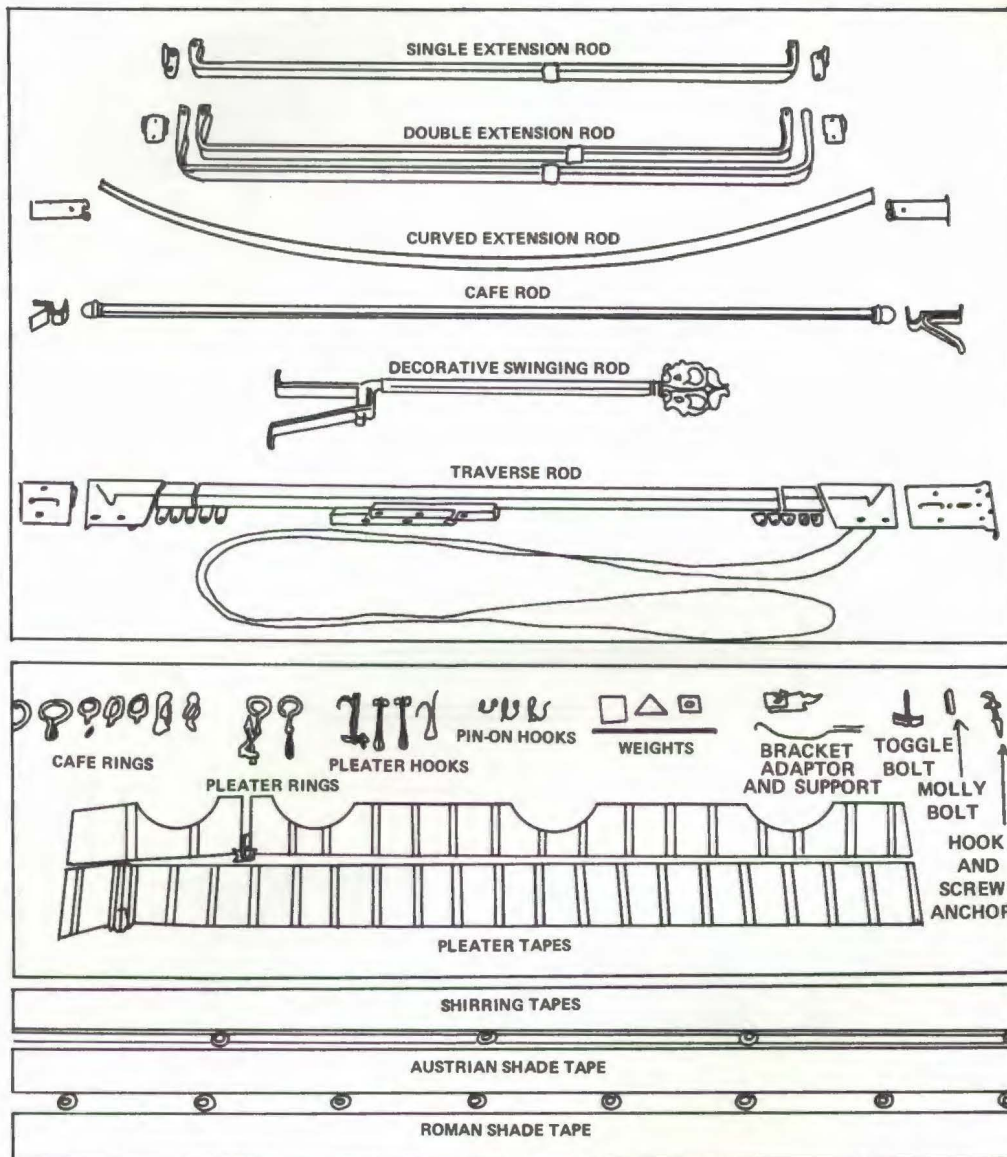 SINGLE EXTENSION ROD
DOUBLE EXTENSION ROD
CURVED EXTENSION ROD
CAFE ROD
DECORATIVE SWINGING ROD
TRAVERSE ROD
CAFE RINGS
PLEATER RINGS
PLEATER HOOKS
PIN-ON HOOKS
WEIGHTS
BRACKET
ADAPTOR
AND SUPPORT
TOGGLE
BOLT
MOLLY
BOLT
HOOK
AND
SCREW
ANCHOR
PLEATER TAPES
SHIRRING TAPES
AUSTRIAN SHADE TAPE
ROMAN SHADE TAPE